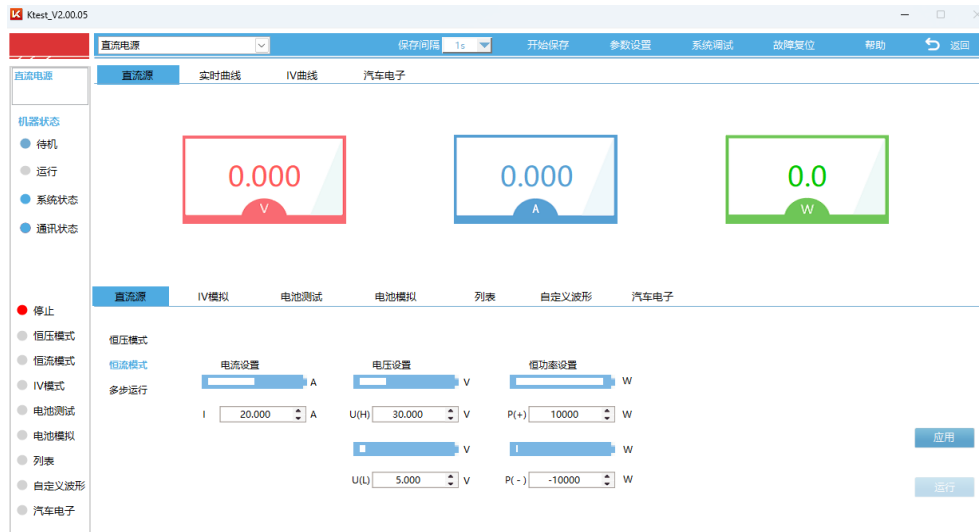 Ktest_V2.00.05
直流电源 保存间隔 1s 开始保存 参数设置 系统调试 故障复位 帮助 返回
直流电源
直流源 实时曲线 IV曲线 汽车电子
机器状态
待机
运行
系统状态
通讯状态
0.000 0.000 0.0
V A W
直流源 IV模拟 电池测试 电池模拟 列表 自定义波形 汽车电子
停止
恒压模式
恒流模式
IV模式
电池测试
电池模拟
列表
自定义波形
汽车电子
恒压模式
恒流模式
多步运行
电流设置 电压设置 恒功率设置
A V W
I 20.000 A U(H) 30.000 V P(+) 10000 W
V W
U(L) 5.000 V P( - ) -10000 W
应用
运行